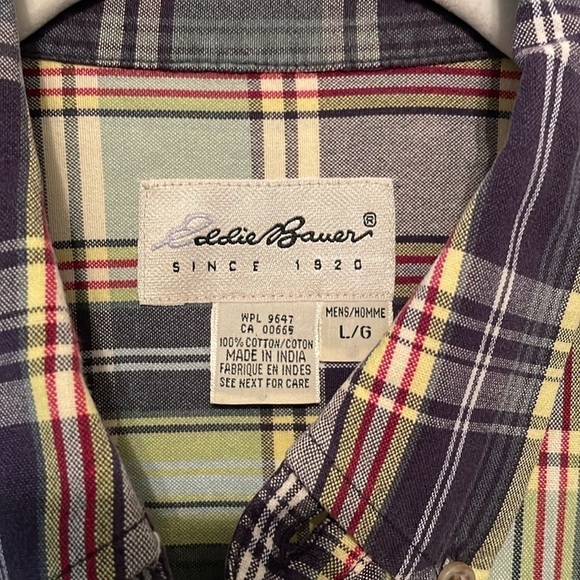 Eddie Bauer®
SINCE 1920
WPL 9647
CA 00665
100% COTTON/COTON
MADE IN INDIA
FABRIQUE EN INDES
SEE NEXT FOR CARE
MENS/HOMME
L/G